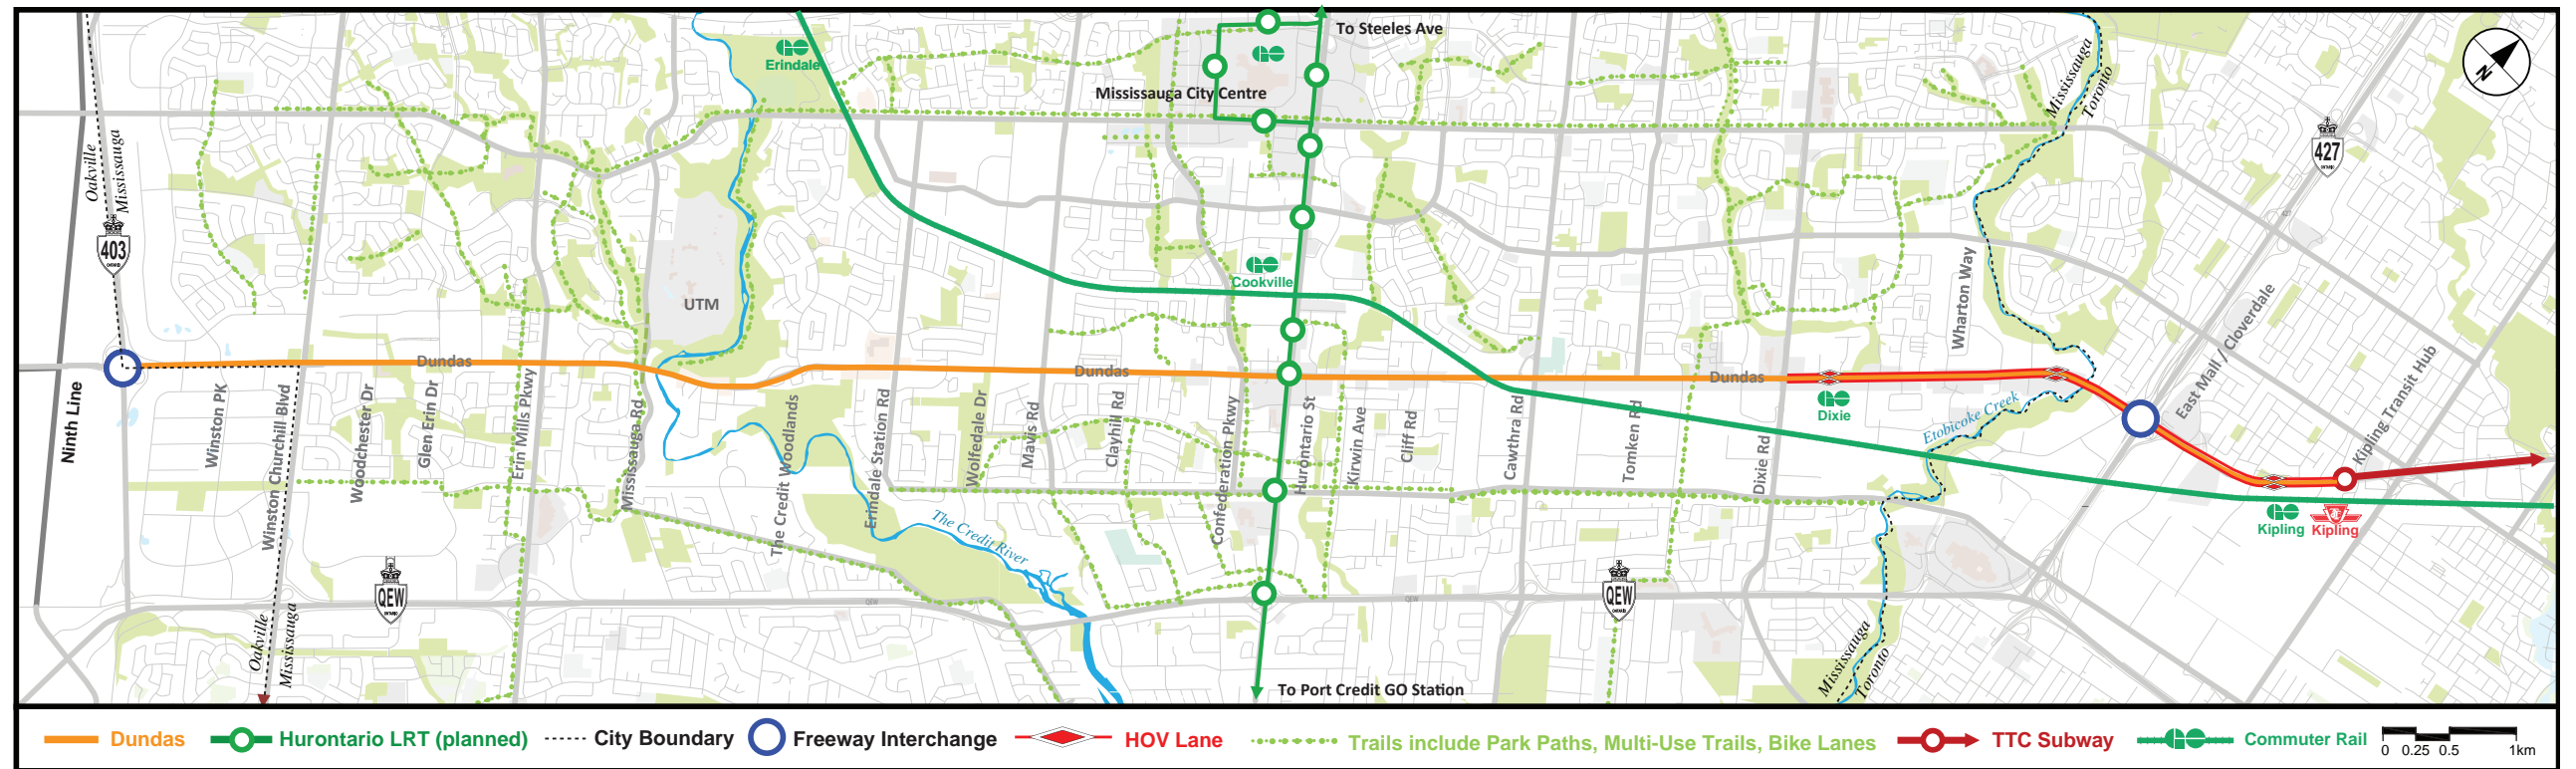 To Steeles Ave
Erindale
Mississauga City Centre
Mississauga
Toronto
N
427
Oakville
Mississauga
403
ONTARIO
UTM
Cookville
Wharton Way
East Mall / Cloverdale
Kipling Transit Hub
Dundas
Dundas
Dundas
Dixie
Etobicoke Creek
Ninth Line
Winston PK
Winston Churchill Blvd
Woodchester Dr
Glen Erin Dr
Erin Mills Pkwy
Mississauga Rd
The Credit Woodlands
Erindale Station Rd
Wolfedale Dr
Mavis Rd
Clayhill Rd
Confederation Pkwy
Hurontario St
Kirwin Ave
Cliff Rd
Cawthra Rd
Tomken Rd
Dixie Rd
Kipling
Kipling
The Credit River
QEW
ONTARIO
QEW
QEW
QEW
ONTARIO
Oakville
Mississauga
Mississauga
Toronto
To Port Credit GO Station
Dundas
Hurontario LRT (planned)
City Boundary
Freeway Interchange
HOV Lane
Trails include Park Paths, Multi-Use Trails, Bike Lanes
TTC Subway
Commuter Rail
0 0.25 0.5 1km